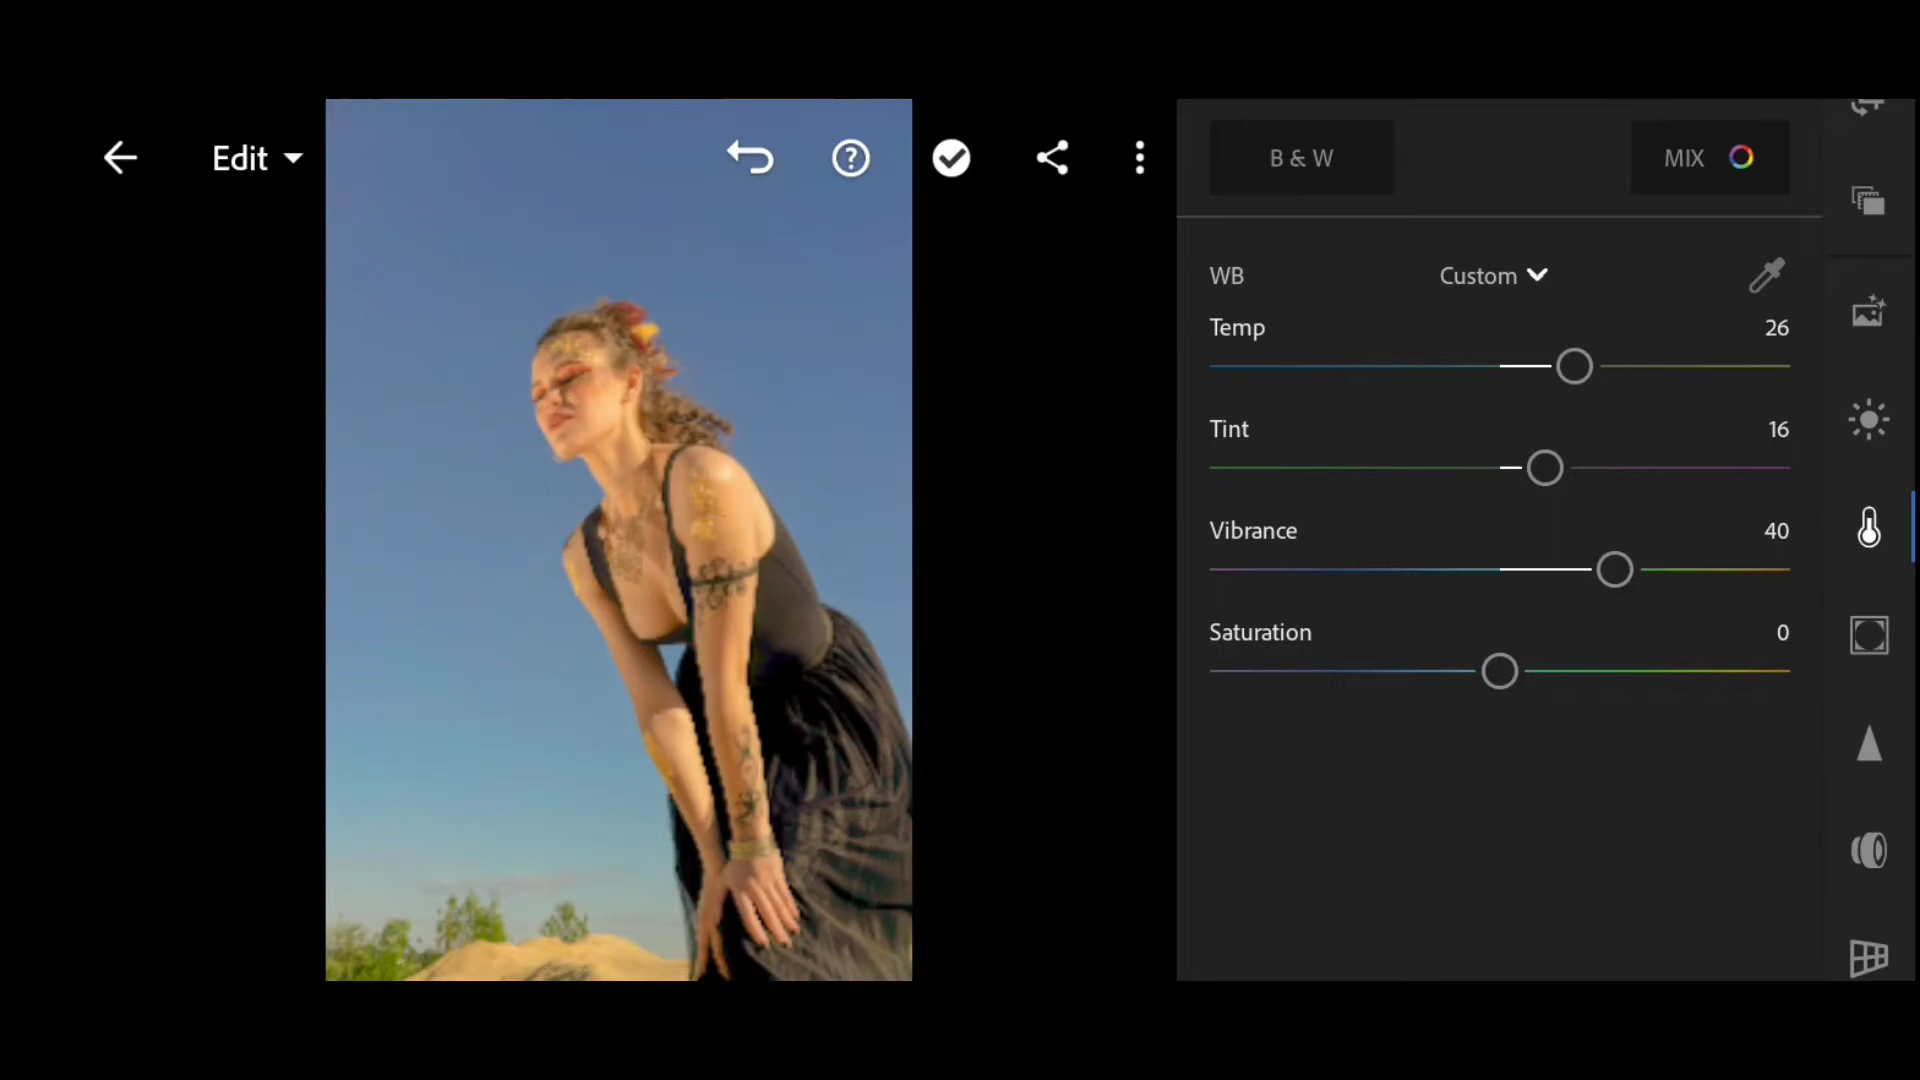 Edit
B & W
MIX
WB
Custom
Temp
26
Tint
16
Vibrance
40
Saturation
0